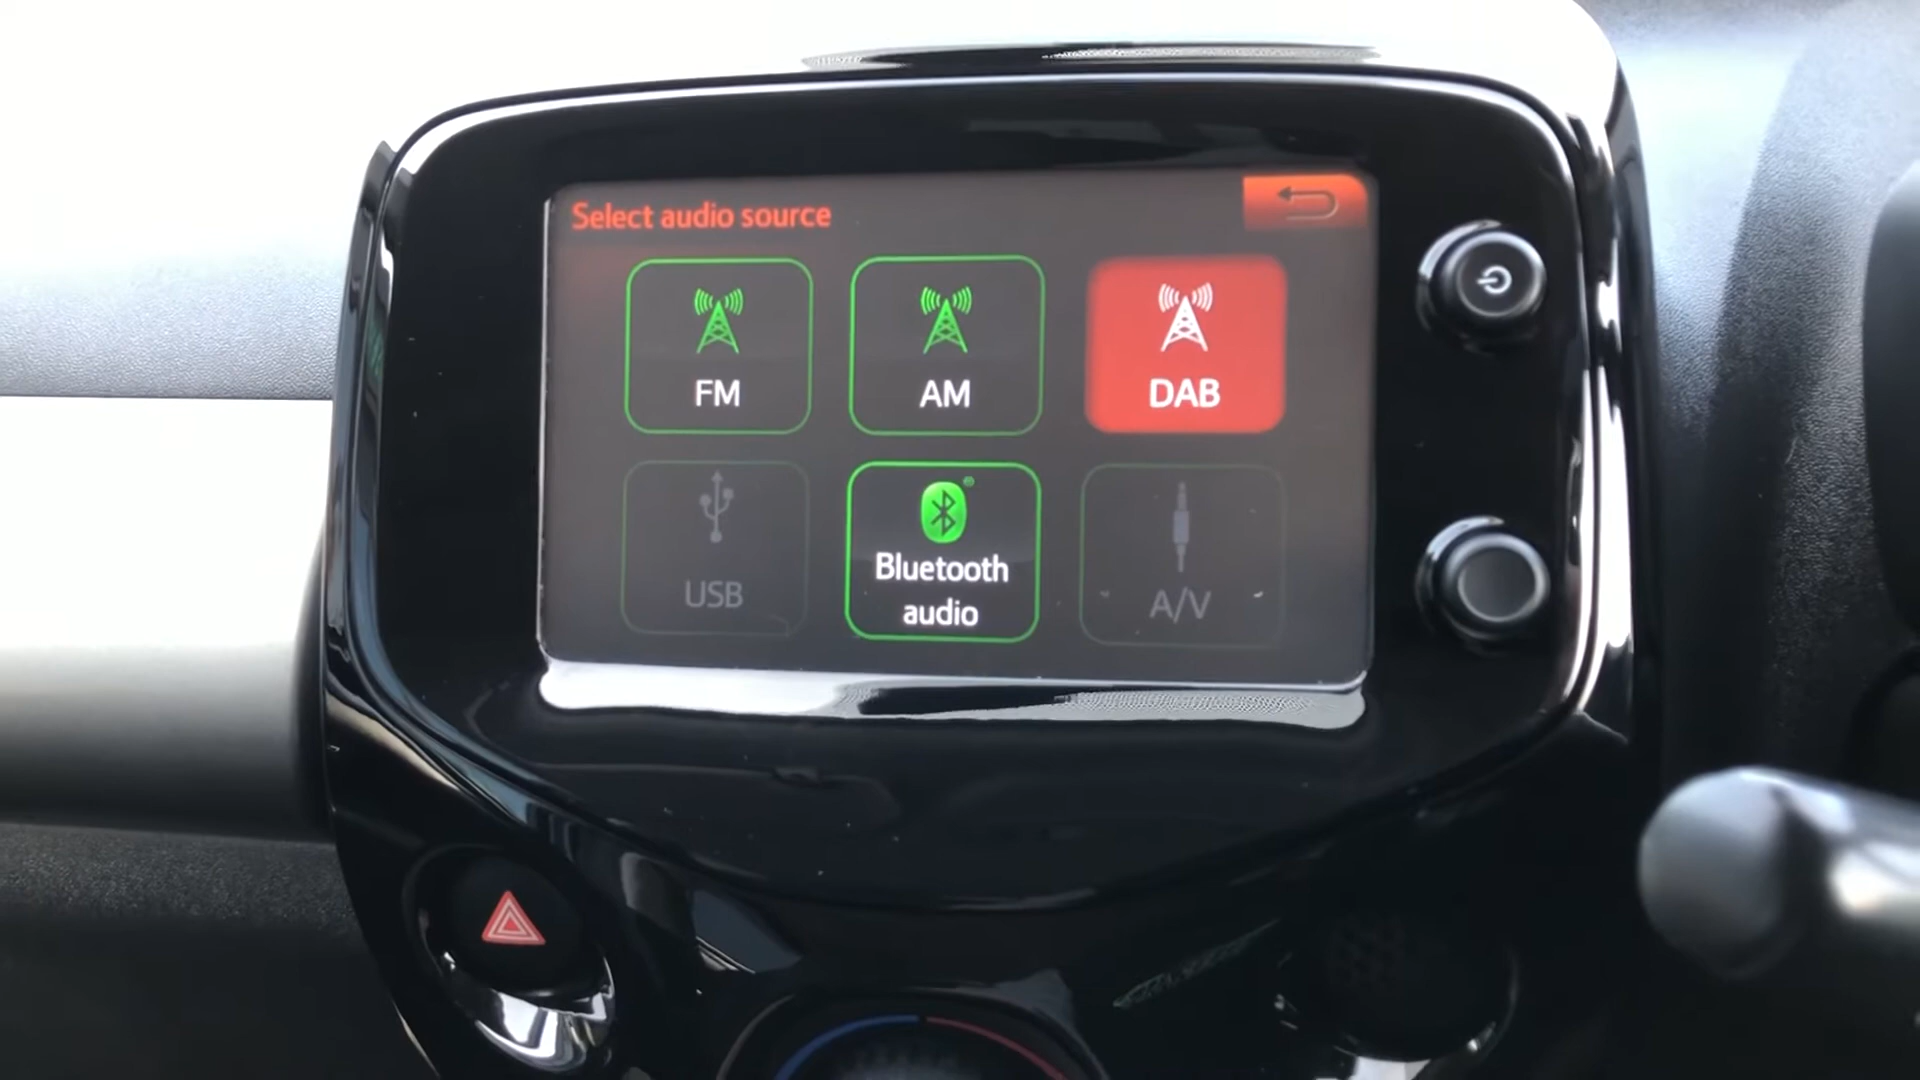 Select audio source
FM
AM
DAB
USB
Bluetooth
audio
A/V